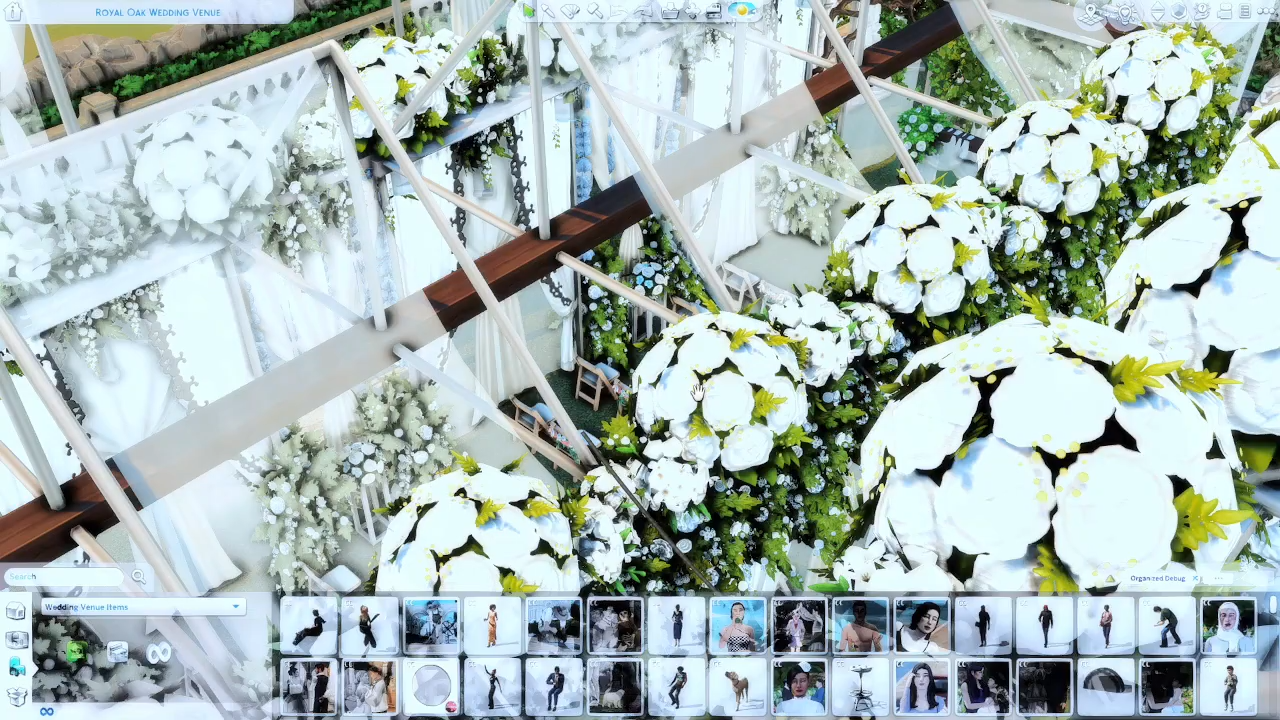 ROYAL OAK WEDDING VENUE
Organized Debug
Search
Wedding Venue Items